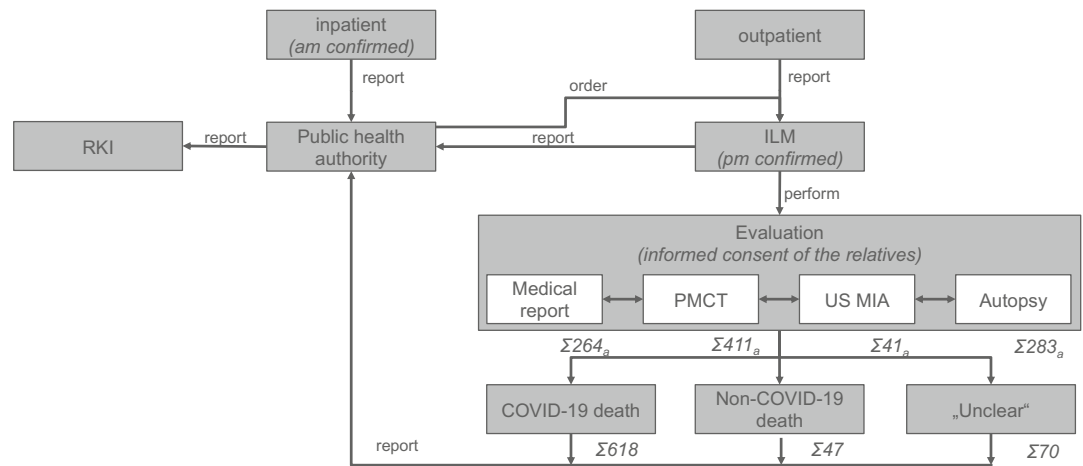 inpatient
(am confirmed)
outpatient
report
report
order
RKI
report
Public health
authority
report
ILM
(pm confirmed)
perform
Evaluation
(informed consent of the relatives)
Medical
report
PMCT
US MIA
Autopsy
Σ264a
Σ411a
Σ41a
Σ283a
COVID-19 death
Non-COVID-19
death
„Unclear“
report
Σ618
Σ47
Σ70